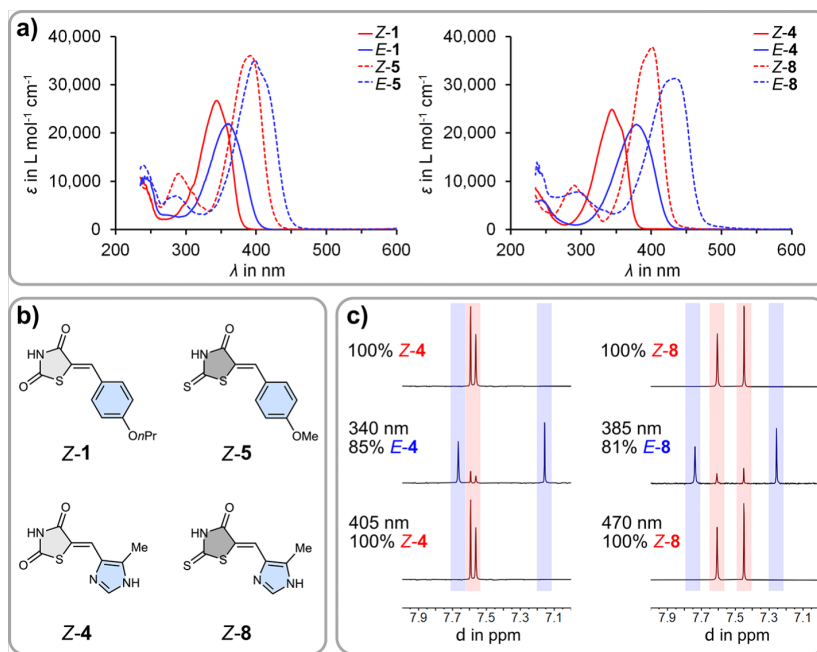 a)
40,000
30,000
20,000
10,000
0
ε in L mol⁻¹ cm⁻¹
200 300 400 500 600
λ in nm
Z-1
E-1
Z-5
E-5
40,000
30,000
20,000
10,000
0
ε in L mol⁻¹ cm⁻¹
200 300 400 500 600
λ in nm
Z-4
E-4
Z-8
E-8
b)
O
HN
O
S
OnPr
Z-1
O
HN
S
S
OMe
Z-5
O
HN
Me
O
S
N
NH
Z-4
O
HN
Me
S
S
N
NH
Z-8
c)
100% Z-4
340 nm
85% E-4
405 nm
100% Z-4
7.9 7.7 7.5 7.3 7.1
d in ppm
100% Z-8
385 nm
81% E-8
470 nm
100% Z-8
7.9 7.7 7.5 7.3 7.1
d in ppm